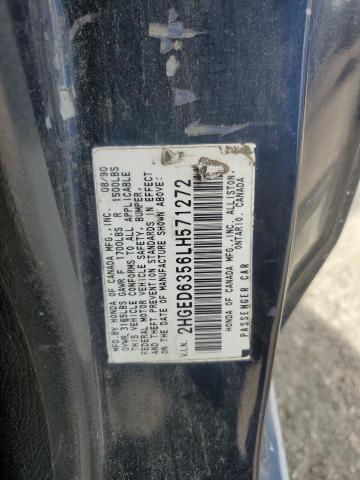 MFD. BY HONDA OF CANADA MFG., INC. 08/90
GVWR 3165LBS GAWR F 1700LBS R 1500LBS
THIS VEHICLE CONFORMS TO ALL APPLICABLE
FEDERAL MOTOR VEHICLE SAFETY, BUMPER,
AND THEFT PREVENTION STANDARDS IN EFFECT
ON THE DATE OF MANUFACTURE SHOWN ABOVE.
V.I.N. 2HGED6356LH571272
HONDA OF CANADA MFG., INC. ALLISTON,
ONTARIO, CANADA
PASSENGER CAR